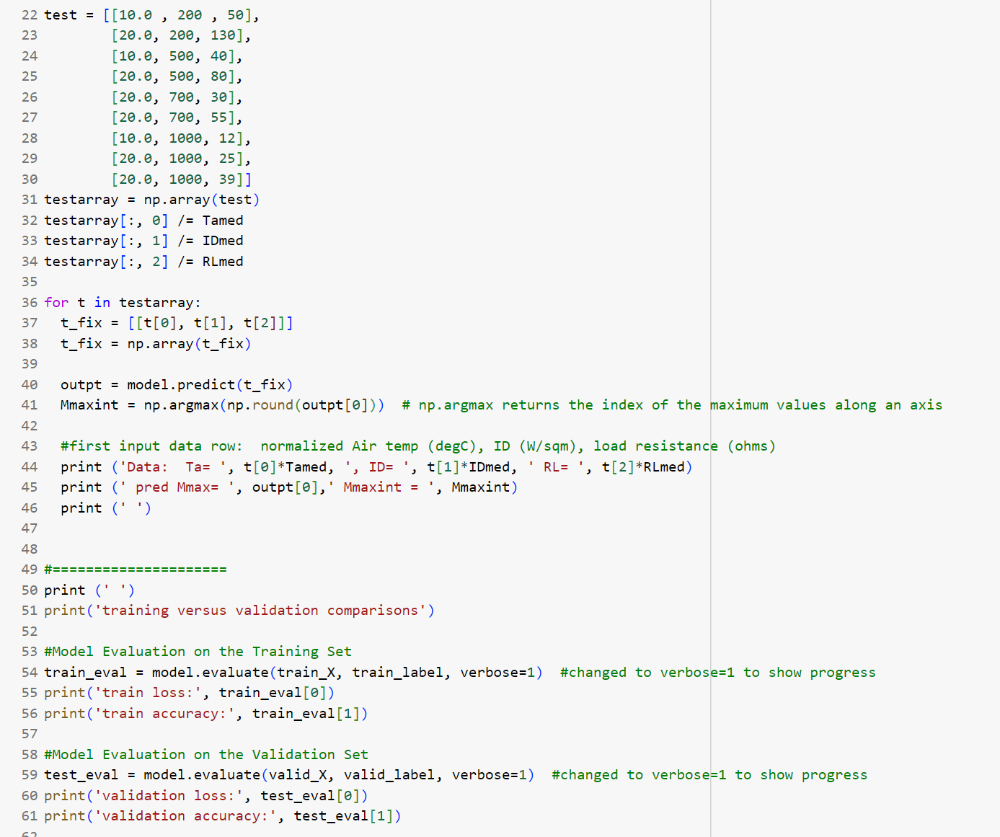 22 test = [[10.0 , 200 , 50],
23         [20.0, 200, 130],
24         [10.0, 500, 40],
25         [20.0, 500, 80],
26         [20.0, 700, 30],
27         [20.0, 700, 55],
28         [10.0, 1000, 12],
29         [20.0, 1000, 25],
30         [20.0, 1000, 39]]
31 testarray = np.array(test)
32 testarray[:, 0] /= Tamed
33 testarray[:, 1] /= IDmed
34 testarray[:, 2] /= RLmed
35
36 for t in testarray:
37   t_fix = [[t[0], t[1], t[2]]]
38   t_fix = np.array(t_fix)
39
40   outpt = model.predict(t_fix)
41   Mmaxint = np.argmax(np.round(outpt[0]))  # np.argmax returns the index of the maximum values along an axis
42
43   #first input data row:  normalized Air temp (degC), ID (W/sqm), load resistance (ohms)
44   print ('Data:  Ta= ', t[0]*Tamed, ', ID= ', t[1]*IDmed, ' RL= ', t[2]*RLmed)
45   print (' pred Mmax= ', outpt[0],' Mmaxint = ', Mmaxint)
46   print (' ')
47
48
49 #=====================
50 print (' ')
51 print('training versus validation comparisons')
52
53 #Model Evaluation on the Training Set
54 train_eval = model.evaluate(train_X, train_label, verbose=1)  #changed to verbose=1 to show progress
55 print('train loss:', train_eval[0])
56 print('train accuracy:', train_eval[1])
57
58 #Model Evaluation on the Validation Set
59 test_eval = model.evaluate(valid_X, valid_label, verbose=1)  #changed to verbose=1 to show progress
60 print('validation loss:', test_eval[0])
61 print('validation accuracy:', test_eval[1])
62